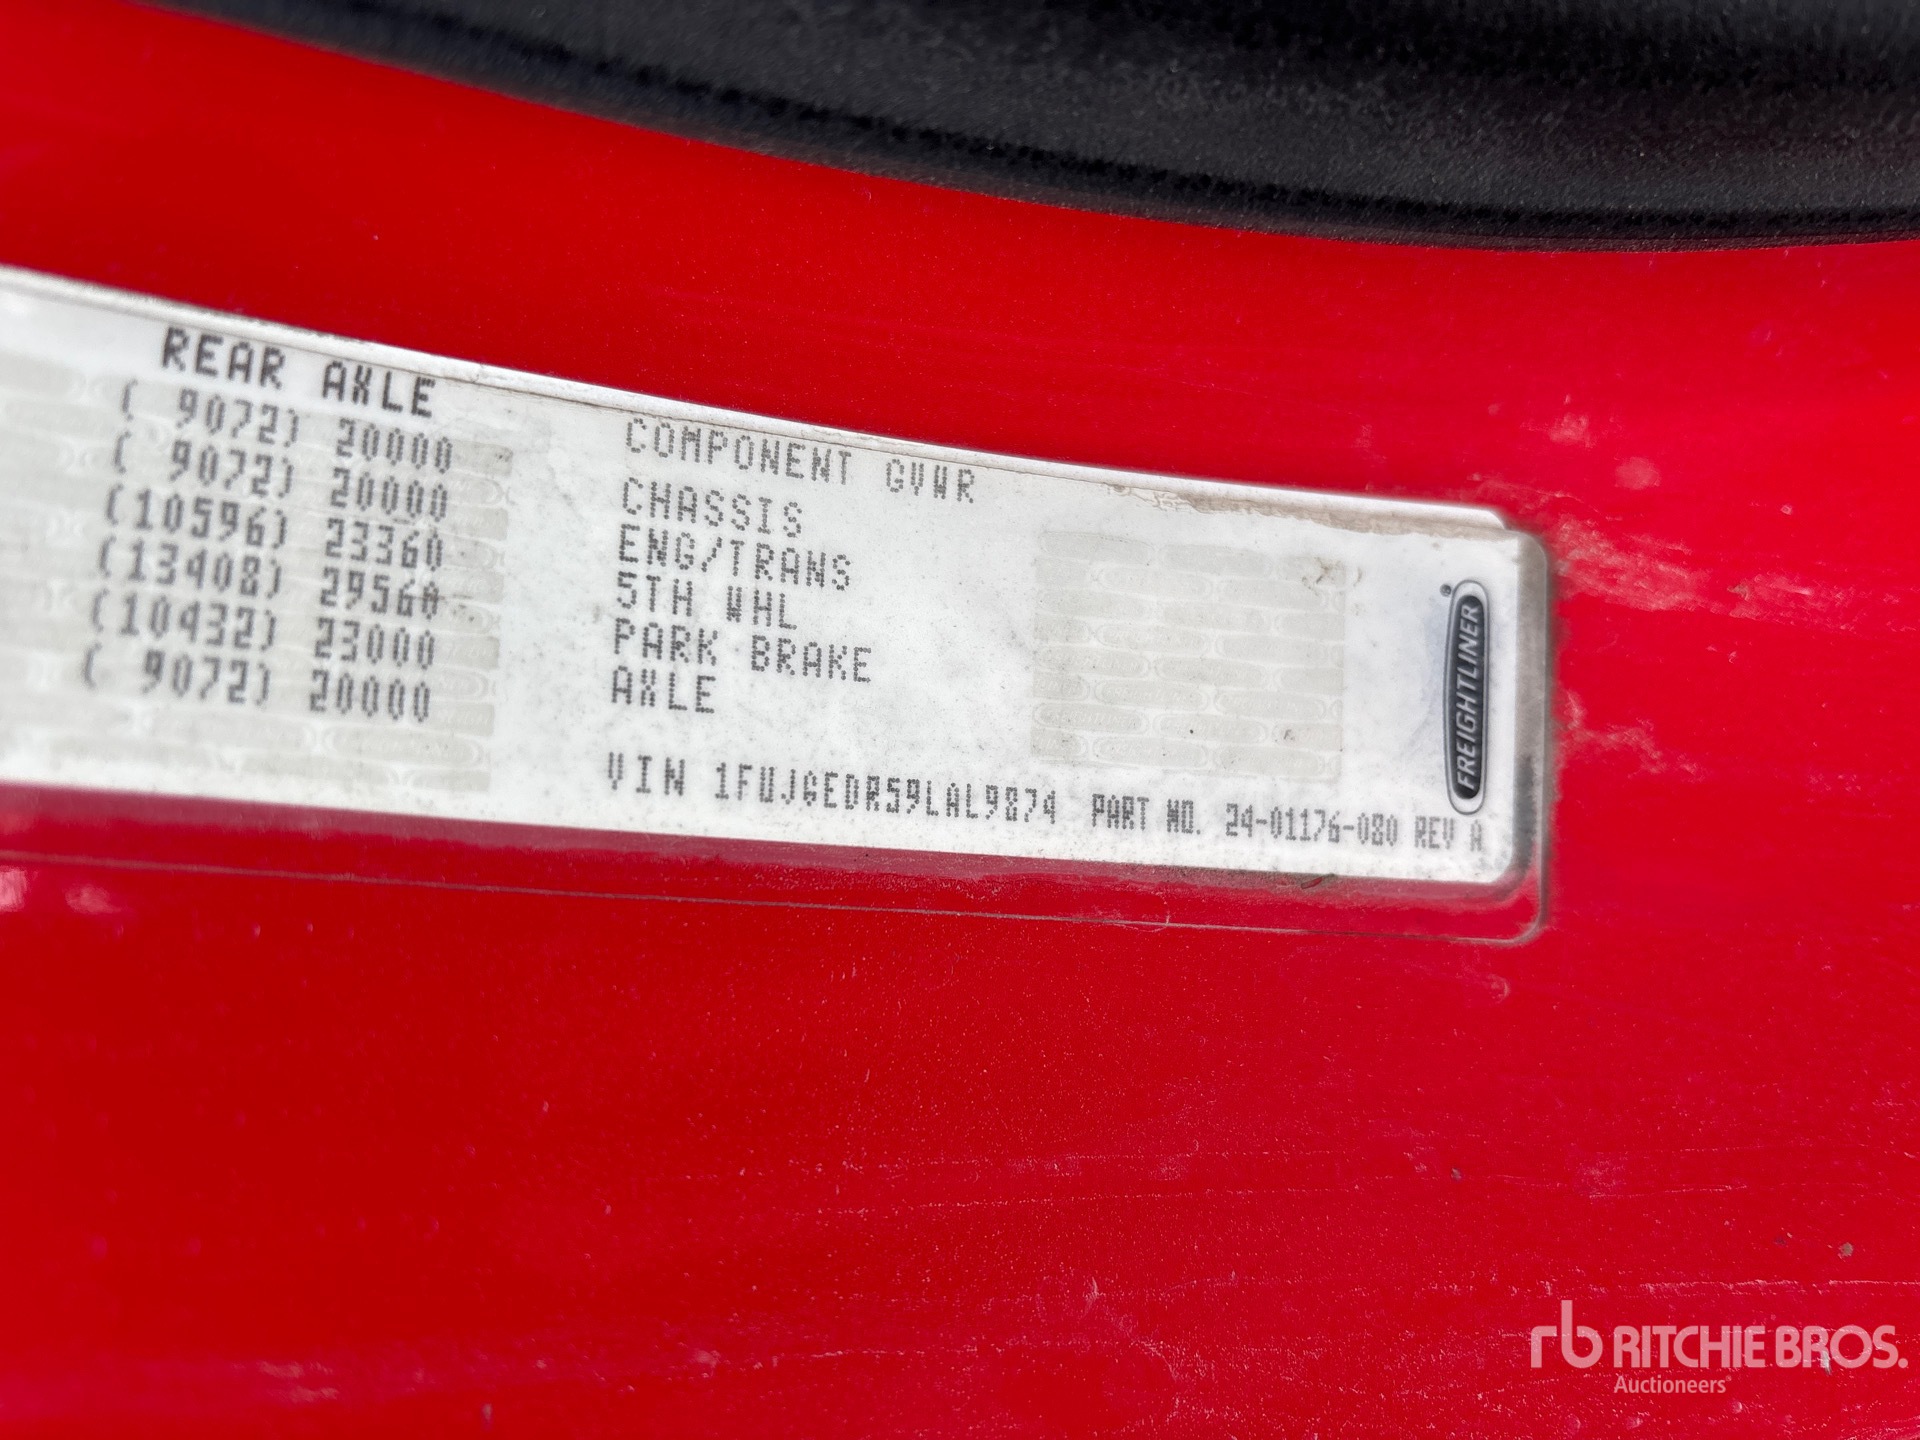 REAR AXLE
( 9072) 20000
( 9072) 20000
(10596) 23360
(13408) 29560
(10432) 23000
( 9072) 20000
COMPONENT GVWR
CHASSIS
ENG/TRANS
5TH WHL
PARK BRAKE
AXLE
VIN 1FUJGEDR59LAL9874 PART NO. 24-01176-080 REV A
FREIGHTLINER
rb RITCHIE BROS.
Auctioneers